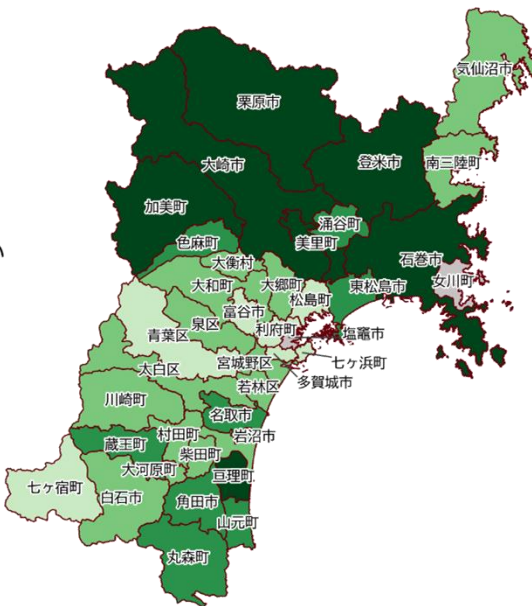 気仙沼市
栗原市
登米市
南三陸町
大崎市
加美町
涌谷町
色麻町
美里町
石巻市
大衡村
女川町
大和町
大郷町
東松島市
松島町
富谷市
泉区
利府町
青葉区
塩竈市
宮城野区
七ヶ浜町
太白区
多賀城市
若林区
川崎町
名取市
村田町
岩沼市
蔵王町
柴田町
大河原町
亘理町
七ヶ宿町
白石市
角田市
山元町
丸森町